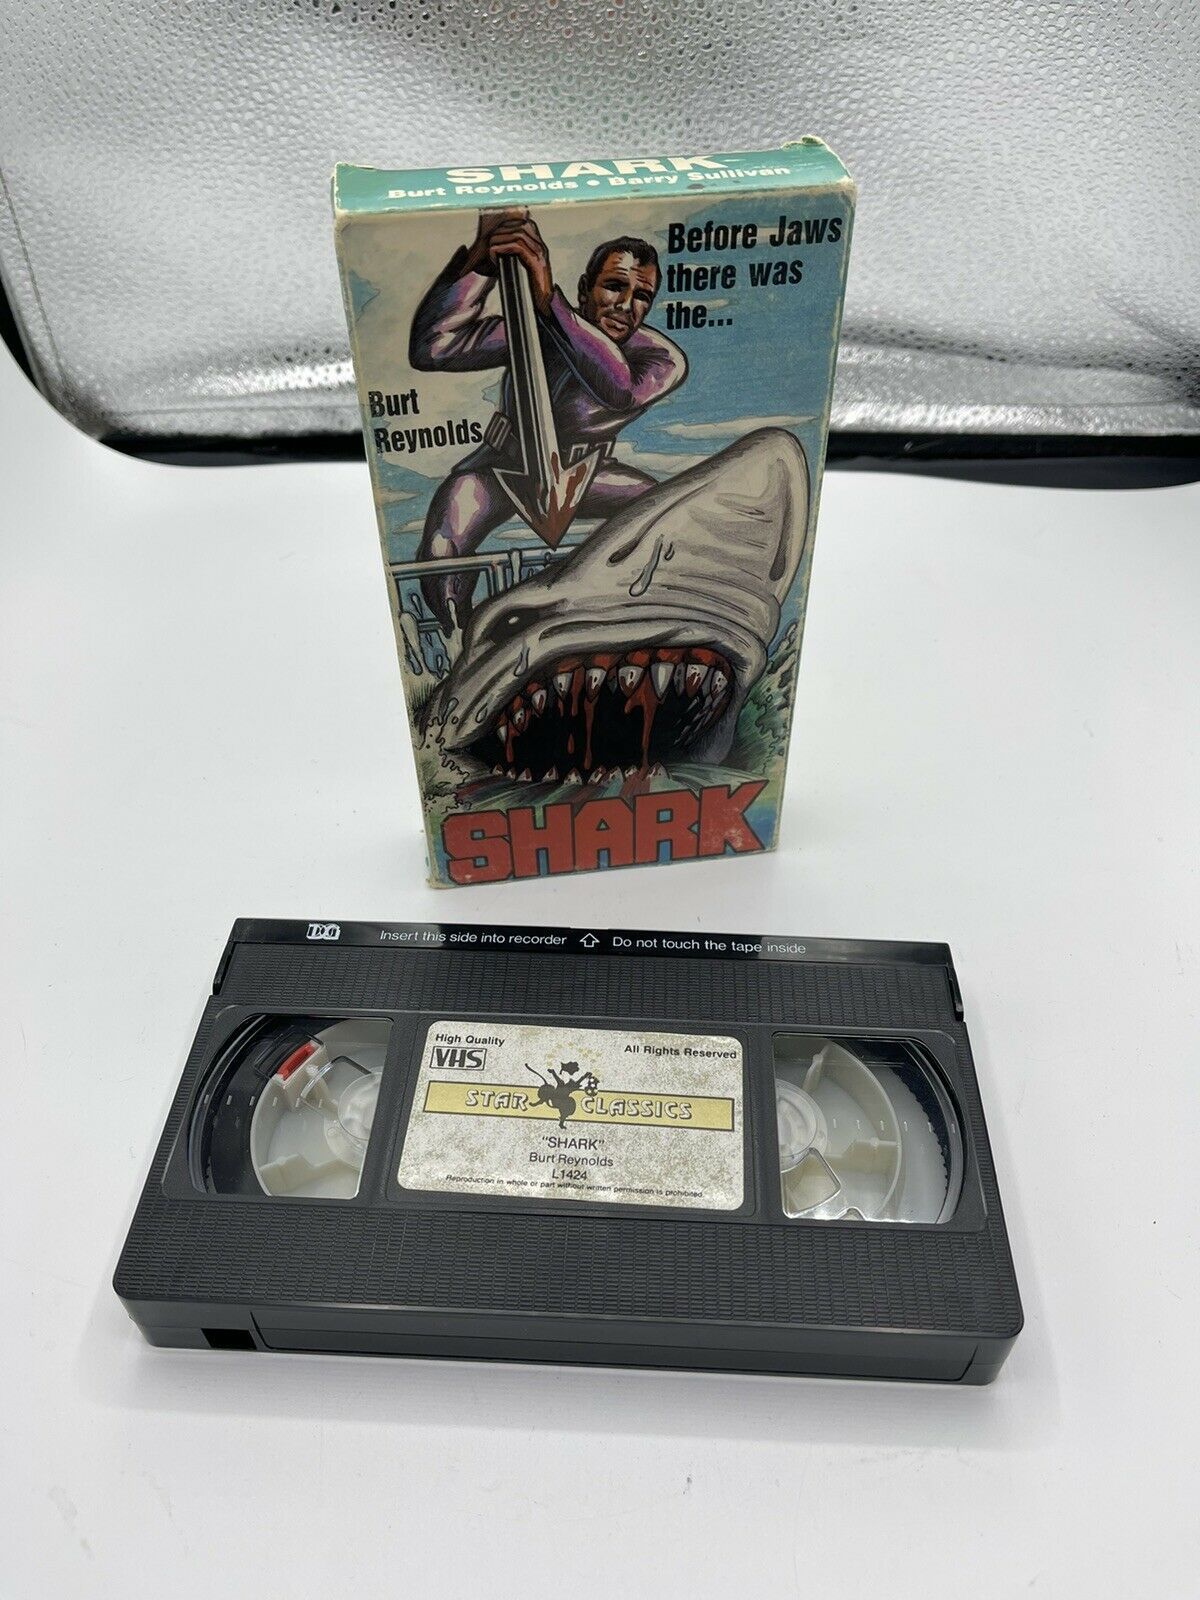 SHARK
Burt Reynolds • Barry Sullivan
Before Jaws
there was
the...
Burt
Reynolds
SHARK
Insert this side into recorder ⇧ Do not touch the tape inside
High Quality
VHS
All Rights Reserved
STAR CLASSICS
"SHARK"
Burt Reynolds
L1424
Reproduction in whole or part without written permission is prohibited.